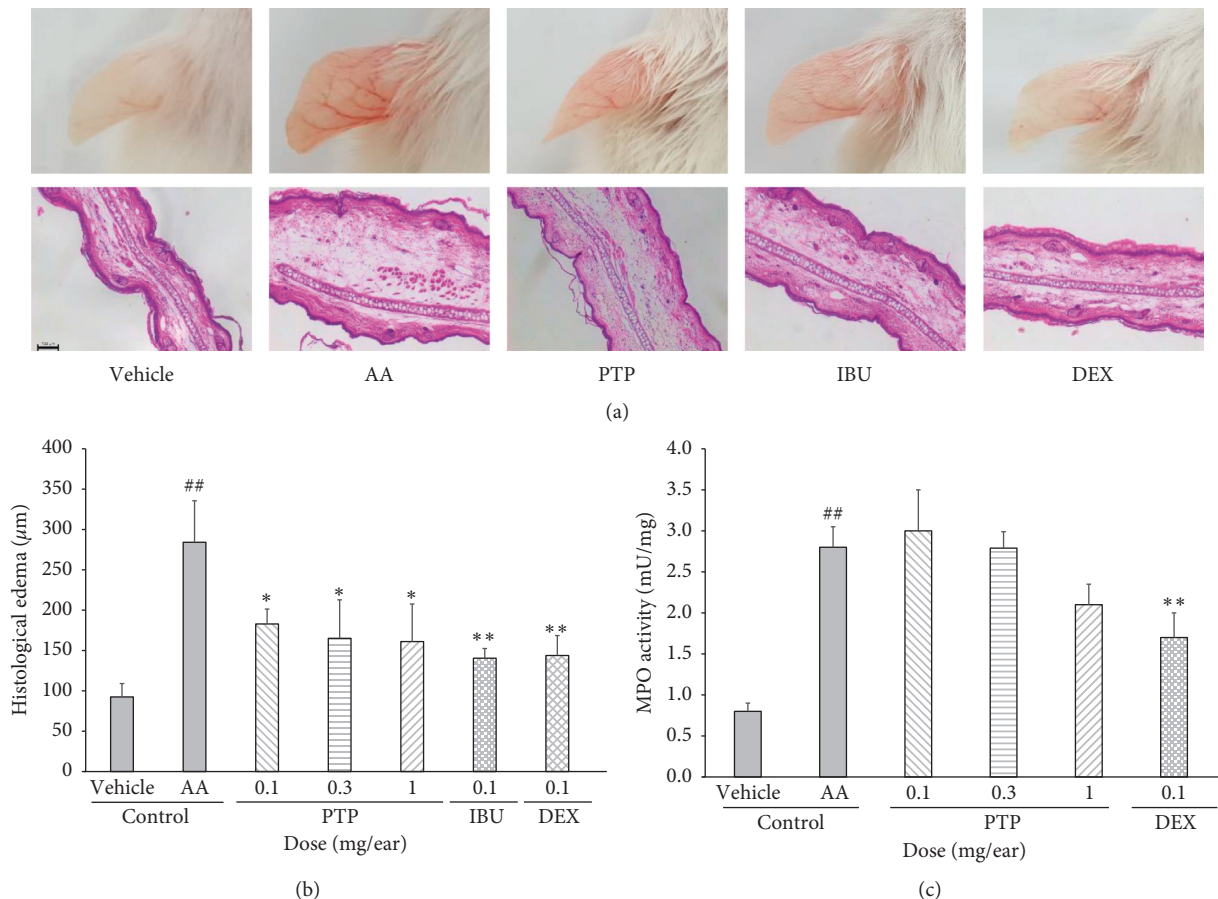 Vehicle AA PTP IBU DEX
(a)
Histological edema (μm)
400
350
300
250
200
150
100
50
0
##
*
*
*
**
**
Vehicle AA 0.1 0.3 1 0.1 0.1
Control PTP IBU DEX
Dose (mg/ear)
(b)
MPO activity (mU/mg)
4.0
3.5
3.0
2.5
2.0
1.5
1.0
0.5
0.0
##
**
Vehicle AA 0.1 0.3 1 0.1
Control PTP DEX
Dose (mg/ear)
(c)